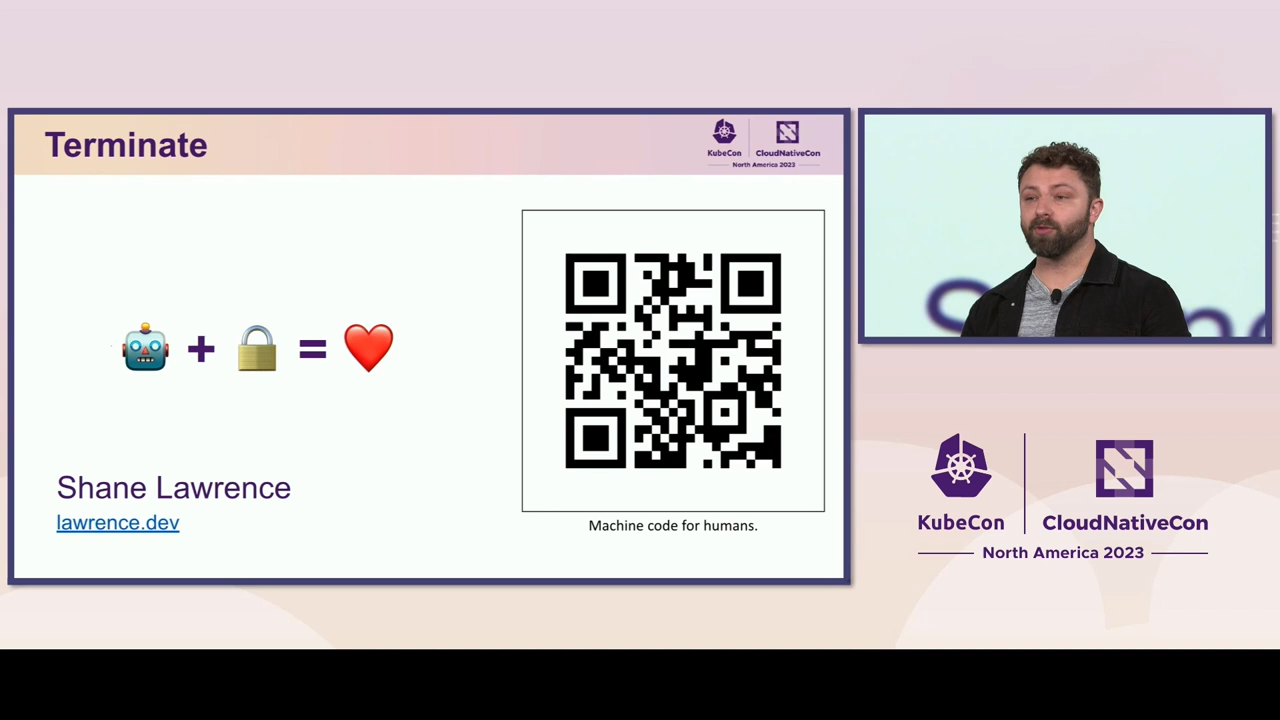 Terminate
KubeCon
CloudNativeCon
North America 2023
+
=
Shane Lawrence
lawrence.dev
Machine code for humans.
KubeCon
CloudNativeCon
North America 2023